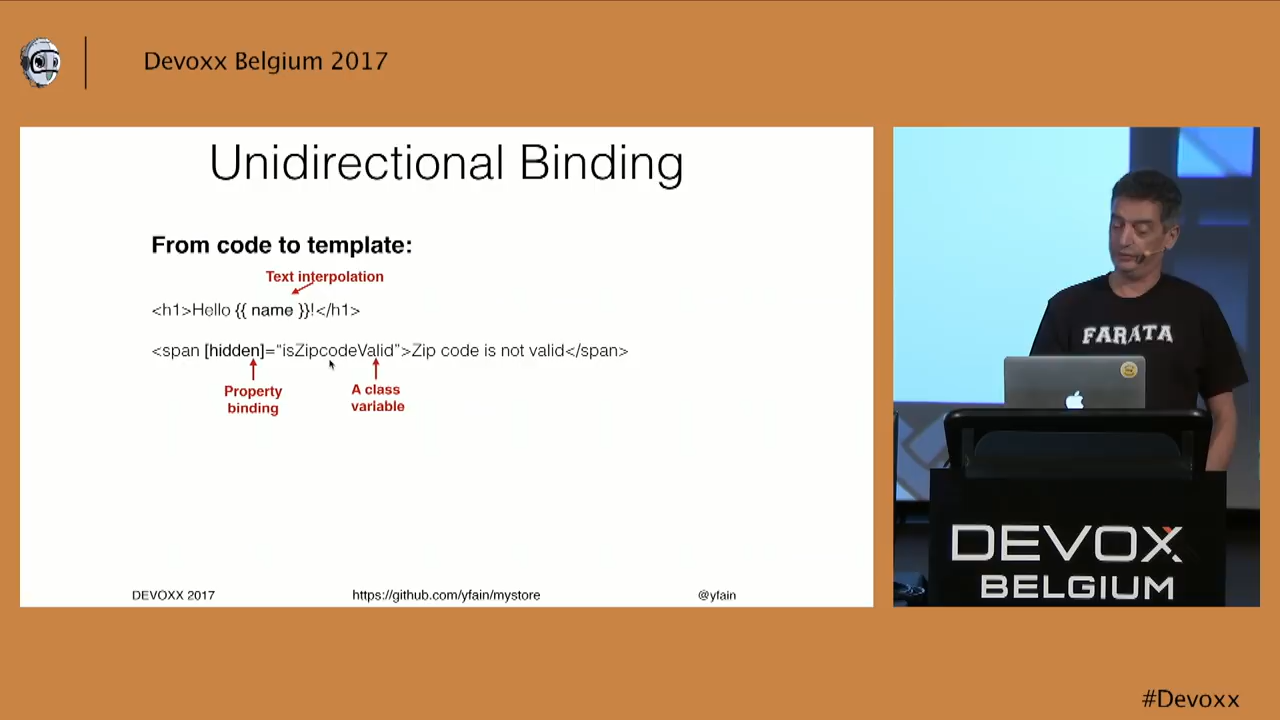 Devoxx Belgium 2017
Unidirectional Binding
From code to template:
Text interpolation
<h1>Hello {{ name }}!</h1>
<span [hidden]=“isZipcodeValid”>Zip code is not valid</span>
Property
binding
A class
variable
DEVOXX 2017 https://github.com/yfain/mystore @yfain
FARATA
DEVOXX
BELGIUM
#Devoxx